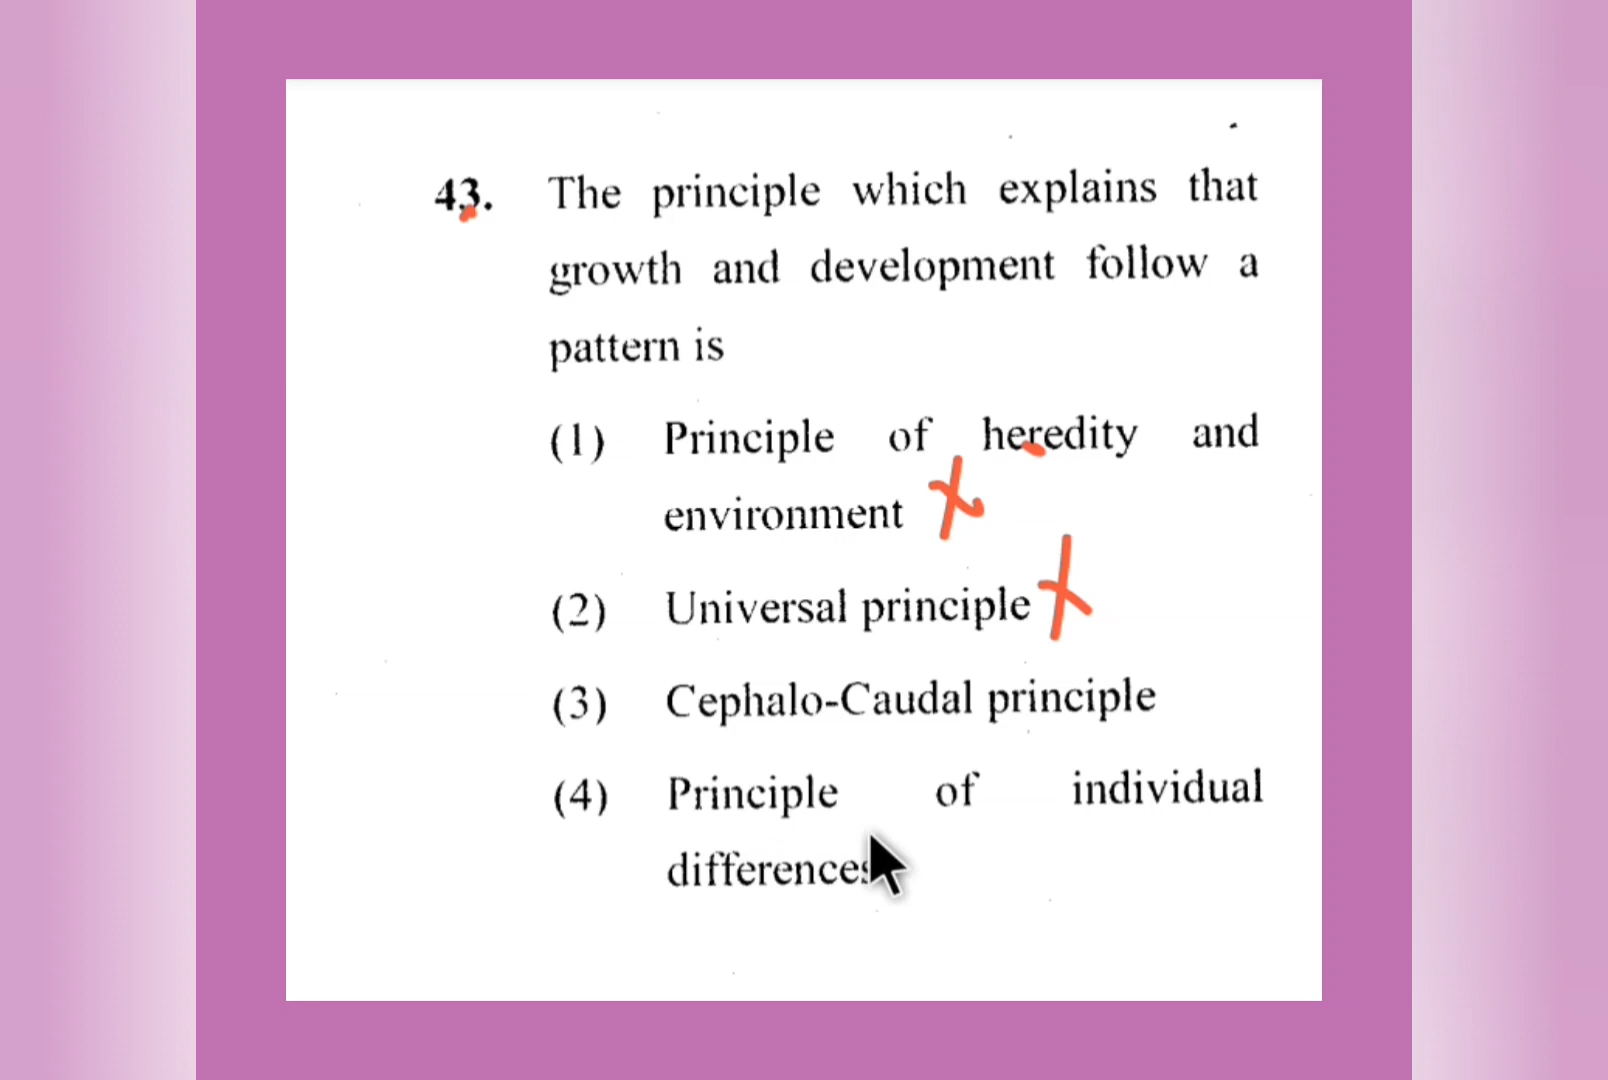 43. The principle which explains that
growth and development follow a
pattern is
(1) Principle of heredity and
environment
(2) Universal principle
(3) Cephalo-Caudal principle
(4) Principle of individual
differences